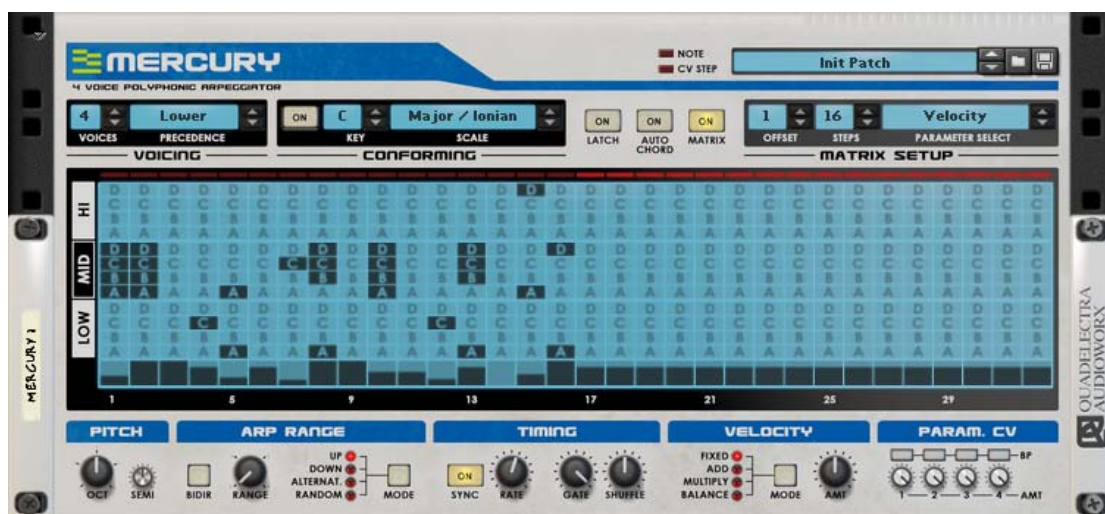 MERCURY
4 VOICE POLYPHONIC ARPEGGIATOR
NOTE
CV STEP
Init Patch
4 Lower
VOICES PRECEDENCE
VOICING
ON C Major / Ionian
KEY SCALE
CONFORMING
ON ON ON
LATCH AUTO CHORD MATRIX
1 16 Velocity
OFFSET STEPS PARAMETER SELECT
MATRIX SETUP
HI
D D D D D D D D D D D D D D D D D D D D D D D D D D D D D D D D
C C C C C C C C C C C C C C C C C C C C C C C C C C C C C C C C
B B B B B B B B B B B B B B B B B B B B B B B B B B B B B B B B
A A A A A A A A A A A A A A A A A A A A A A A A A A A A A A A A
MID
D D D D D D D D D D D D D D D D D D D D D D D D D D D D D D D D
C C C C C C C C C C C C C C C C C C C C C C C C C C C C C C C C
B B B B B B B B B B B B B B B B B B B B B B B B B B B B B B B B
A A A A A A A A A A A A A A A A A A A A A A A A A A A A A A A A
LOW
D D D D D D D D D D D D D D D D D D D D D D D D D D D D D D D D
C C C C C C C C C C C C C C C C C C C C C C C C C C C C C C C C
B B B B B B B B B B B B B B B B B B B B B B B B B B B B B B B B
A A A A A A A A A A A A A A A A A A A A A A A A A A A A A A A A
1 5 9 13 17 21 25 29
MERCURY 1
QUADELECTRA
AUDIOWORX
PITCH
OCT SEMI
ARP RANGE
BIDIR RANGE
UP
DOWN
ALTERNAT.
RANDOM
MODE
TIMING
ON
SYNC RATE GATE SHUFFLE
VELOCITY
FIXED
ADD
MULTIPLY
BALANCE
MODE AMT
PARAM. CV
BP
1 2 3 4 AMT